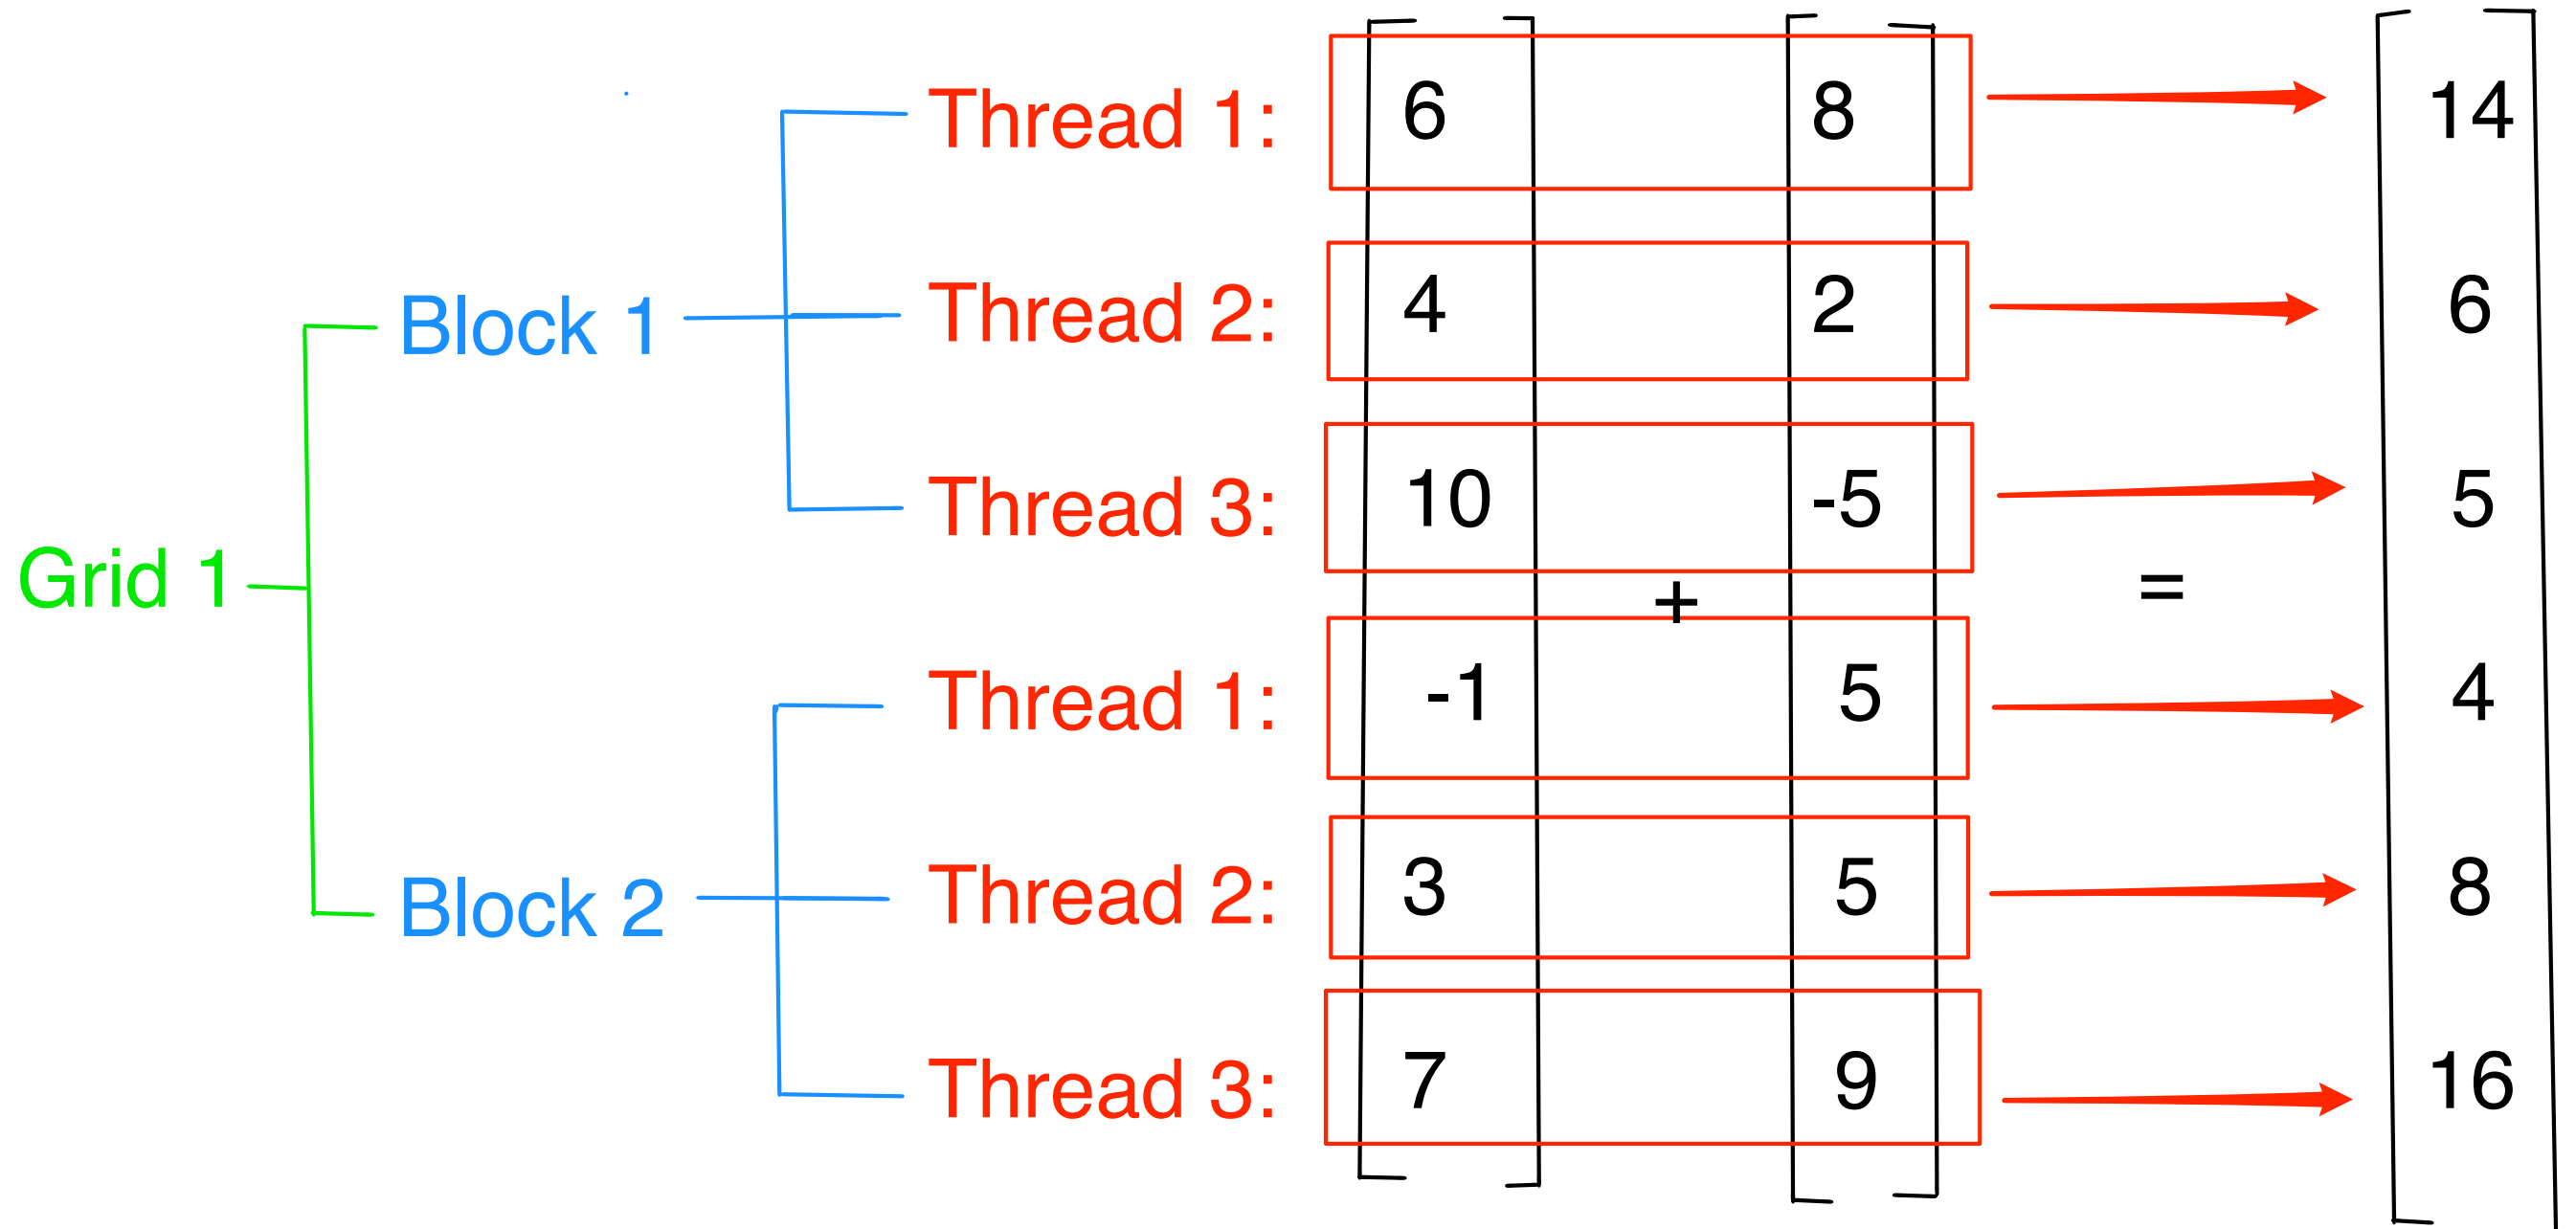 Thread 1: 6 8 14
Block 1 Thread 2: 4 2 6
Thread 3: 10 -5 5
Grid 1 + =
Thread 1: -1 5 4
Block 2 Thread 2: 3 5 8
Thread 3: 7 9 16